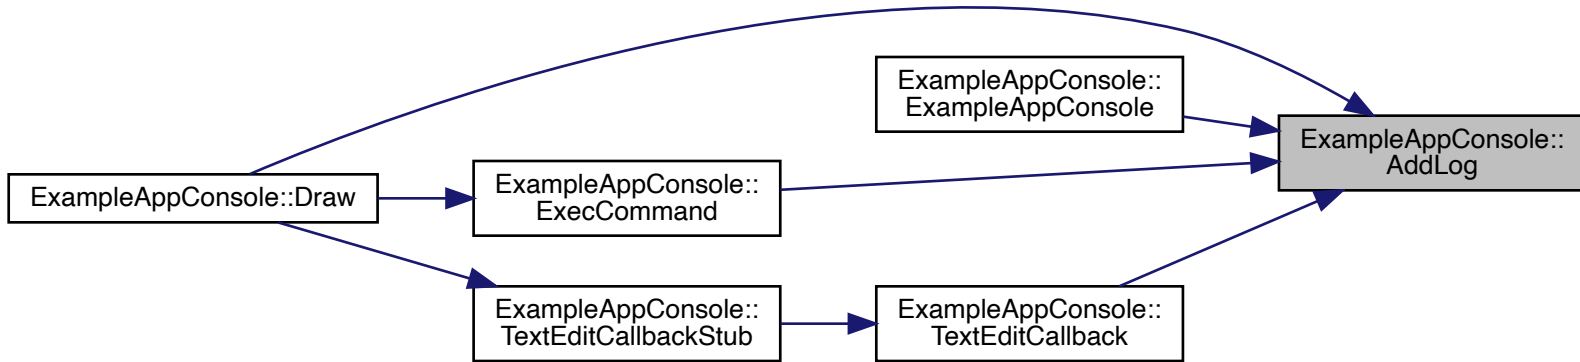 ExampleAppConsole::
ExampleAppConsole
ExampleAppConsole::
AddLog
ExampleAppConsole::Draw
ExampleAppConsole::
ExecCommand
ExampleAppConsole::
TextEditCallbackStub
ExampleAppConsole::
TextEditCallback